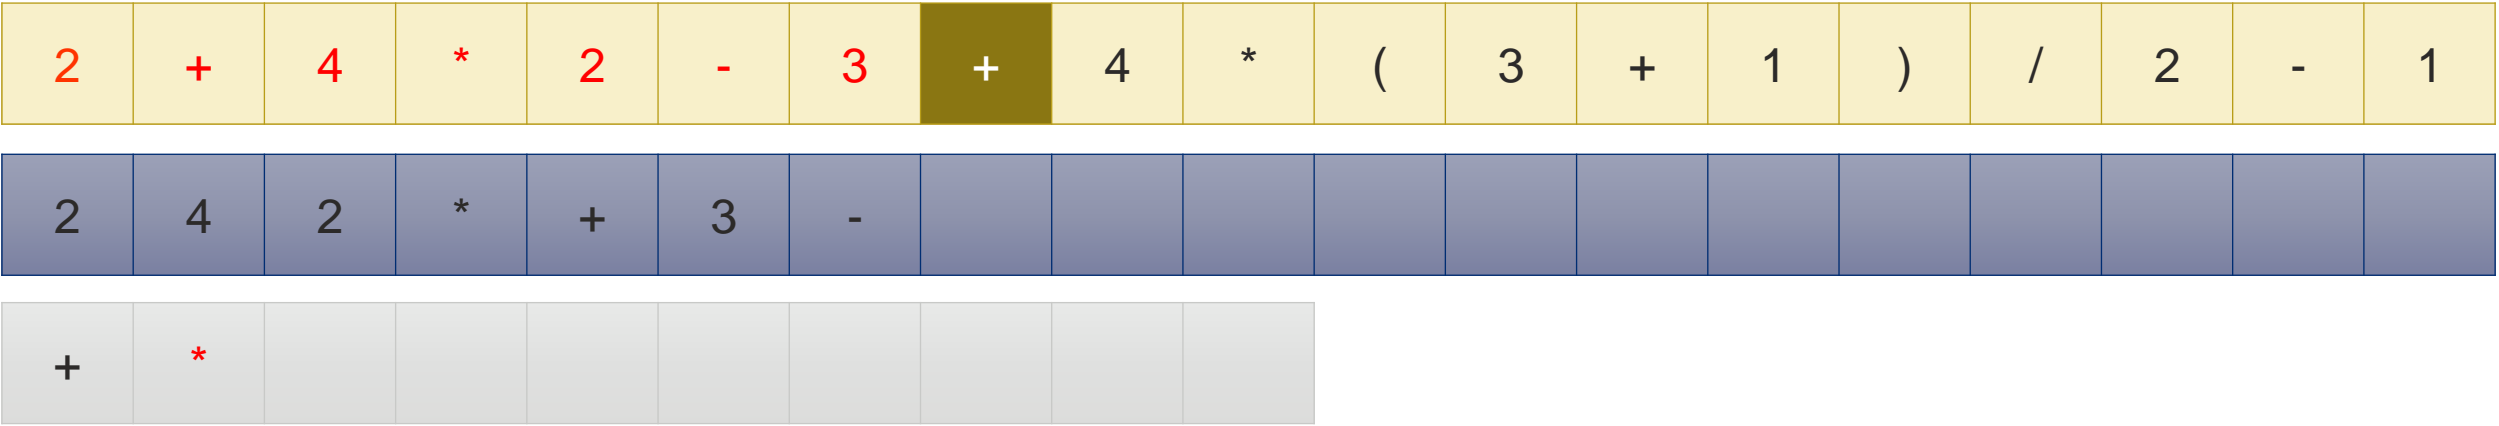 2 + 4 * 2 - 3 + 4 * ( 3 + 1 ) / 2 - 1
2 4 2 * + 3 -
+ *